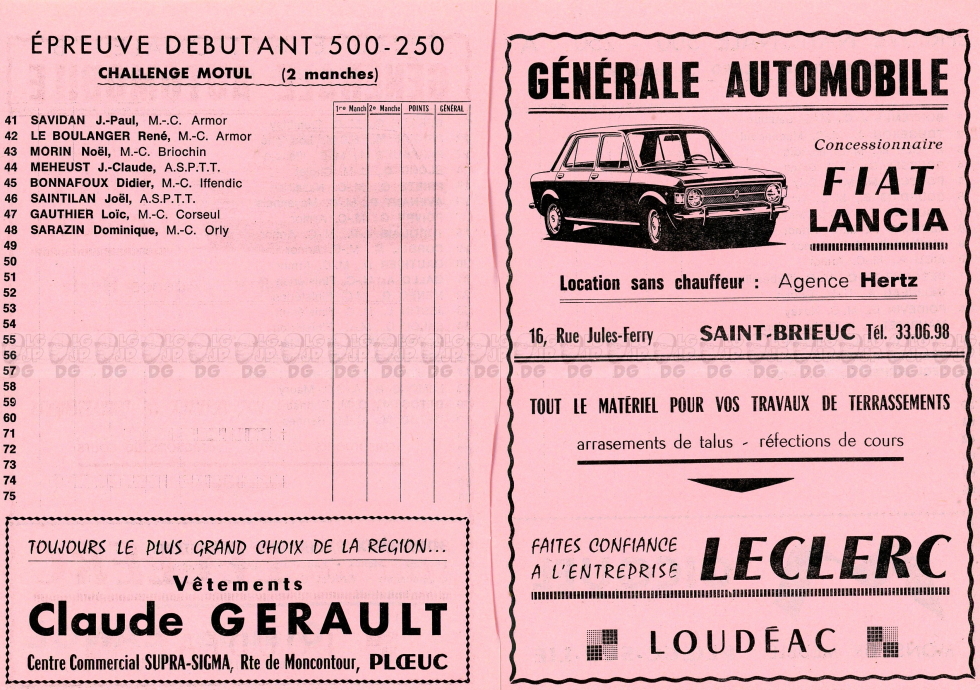 ÉPREUVE DEBUTANT 500-250
CHALLENGE MOTUL (2 manches)
1re Manch 2e Manche POINTS GÉNÉRAL
41 SAVIDAN J.-Paul, M.-C. Armor
42 LE BOULANGER René, M.-C. Armor
43 MORIN Noël, M.-C. Briochin
44 MEHEUST J.-Claude, A.S.P.T.T.
45 BONNAFOUX Didier, M.-C. Iffendic
46 SAINTILAN Joël, A.S.P.T.T.
47 GAUTHIER Loïc, M.-C. Corseul
48 SARAZIN Dominique, M.-C. Orly
49
50
51
52
53
54
55
56
57
58
59
60
71
72
73
74
75
TOUJOURS LE PLUS GRAND CHOIX DE LA RÉGION...
Vêtements
Claude GERAULT
Centre Commercial SUPRA-SIGMA, Rte de Moncontour, PLŒUC
GÉNÉRALE AUTOMOBILE
Concessionnaire
FIAT
LANCIA
Location sans chauffeur : Agence Hertz
16, Rue Jules-Ferry SAINT-BRIEUC Tél. 33.06.98
TOUT LE MATÉRIEL POUR VOS TRAVAUX DE TERRASSEMENTS
arrasements de talus - réfections de cours
FAITES CONFIANCE
A L'ENTREPRISE LECLERC
LOUDÉAC